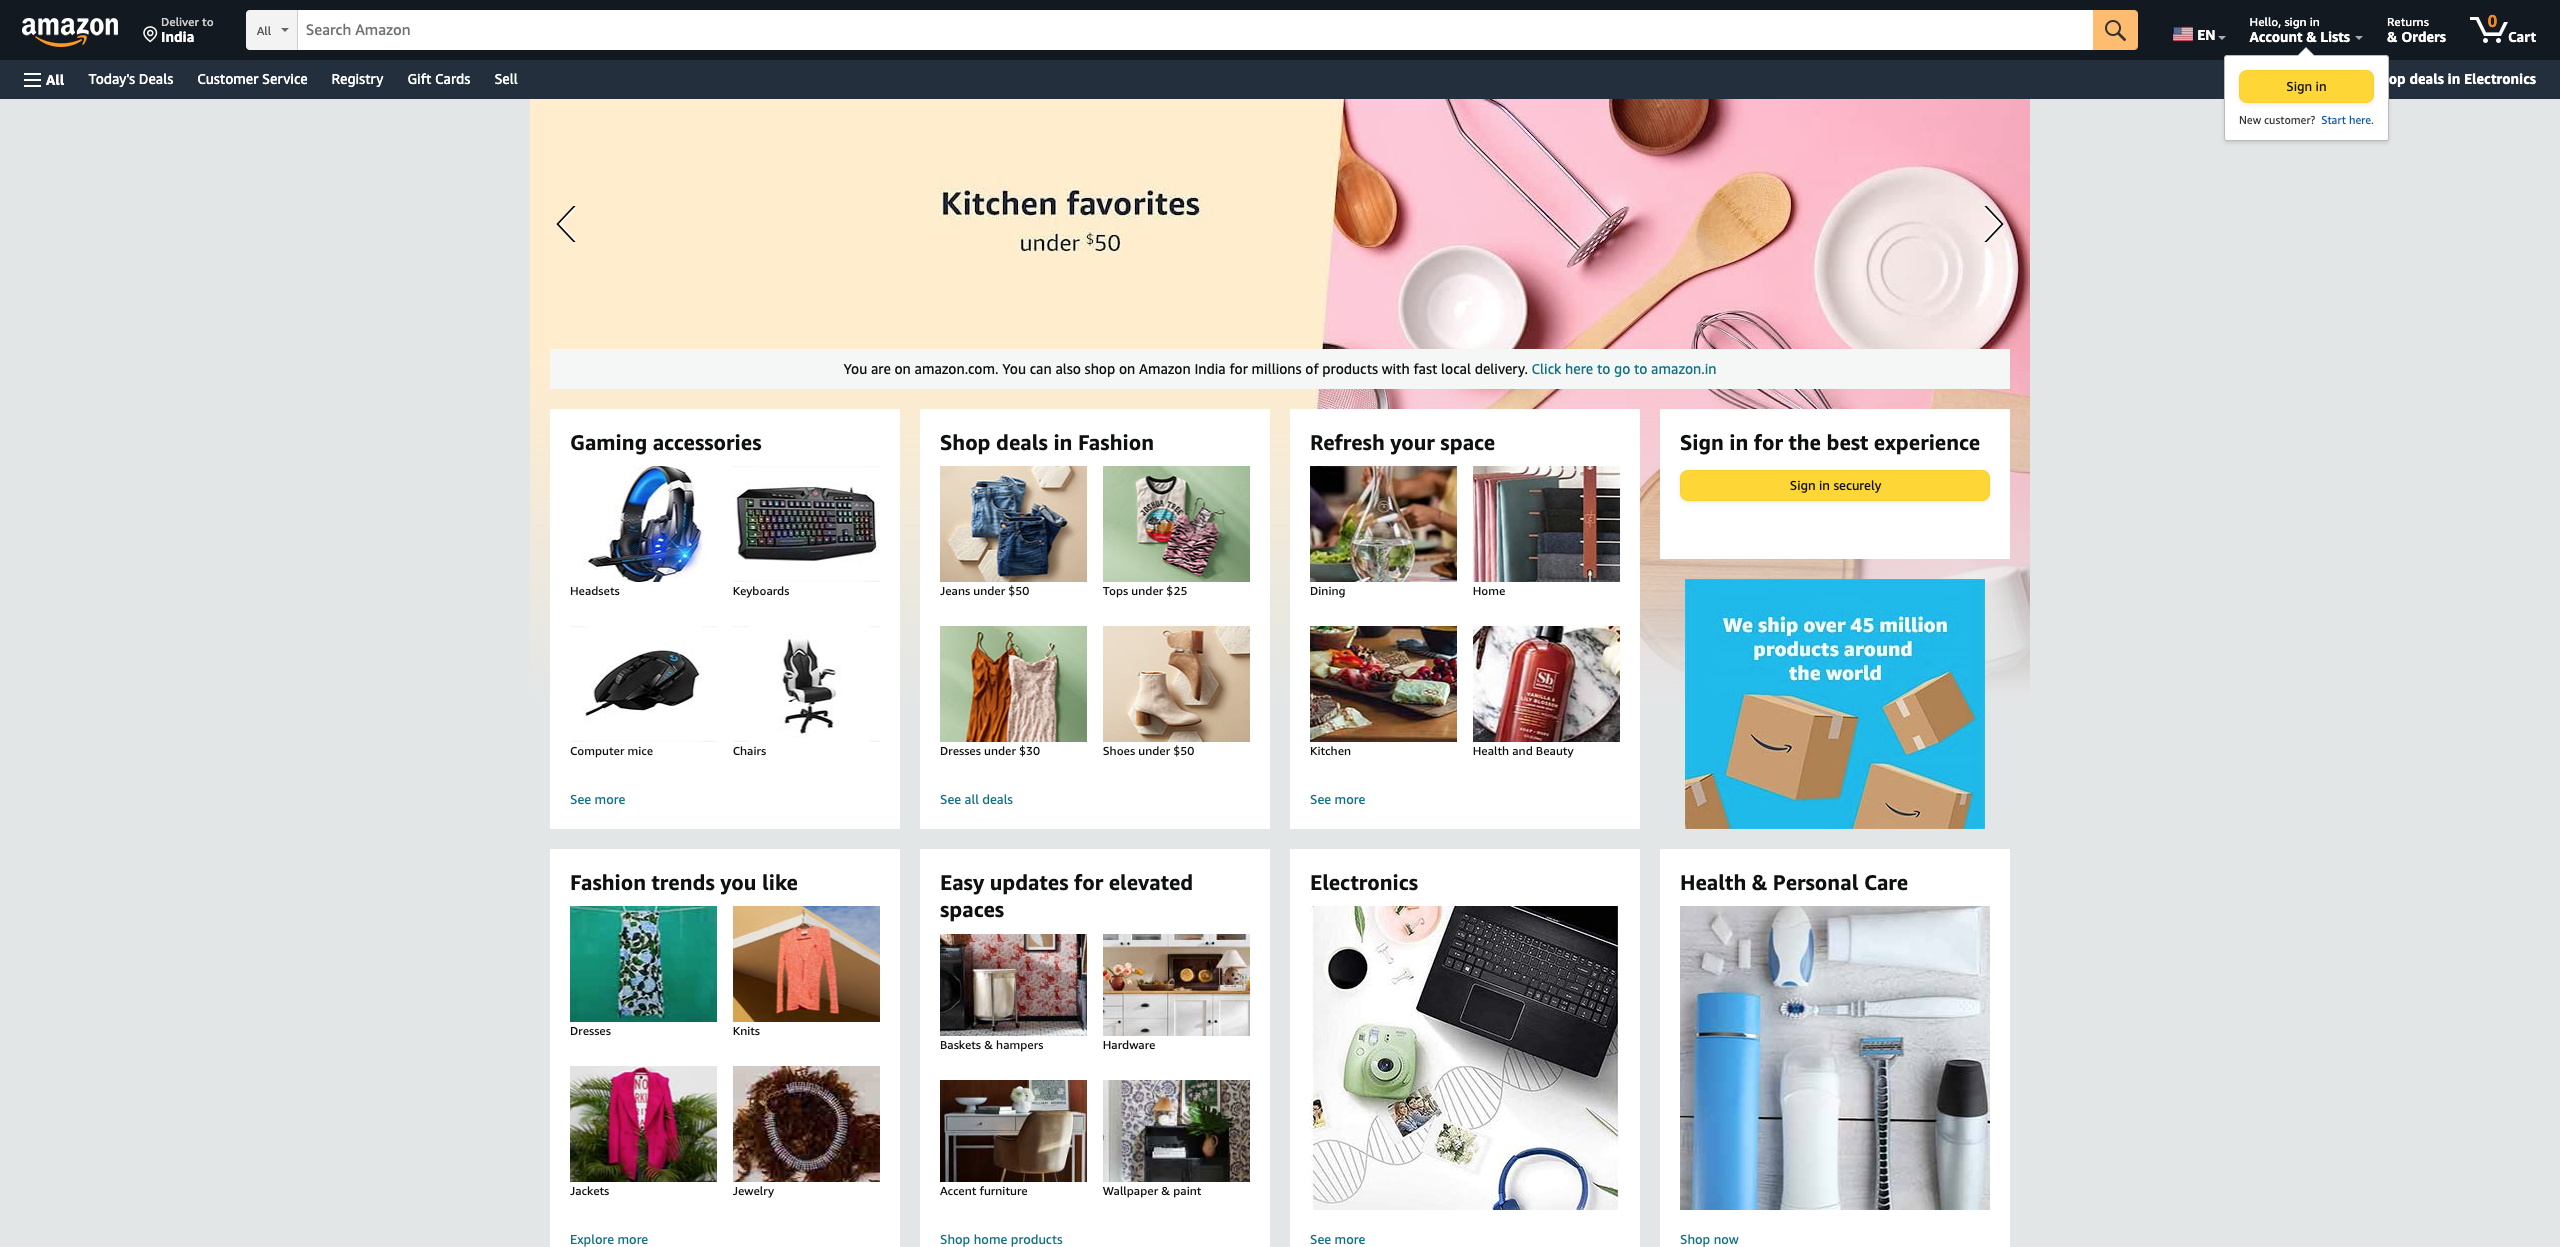 amazon
Deliver to
India
All
Search Amazon
EN
Hello, sign in
Account & Lists
Returns
& Orders
0
Cart
All
Today's Deals
Customer Service
Registry
Gift Cards
Sell
op deals in Electronics
Sign in
New customer? Start here.
Kitchen favorites
under $50
You are on amazon.com. You can also shop on Amazon India for millions of products with fast local delivery. Click here to go to amazon.in
Gaming accessories
Headsets
Keyboards
Computer mice
Chairs
See more
Shop deals in Fashion
JOSHUA TREE
Jeans under $50
Tops under $25
Dresses under $30
Shoes under $50
See all deals
Refresh your space
Dining
Home
Sb
VANILLA &
LILY BLOSSOM
Kitchen
Health and Beauty
See more
Sign in for the best experience
Sign in securely
We ship over 45 million
products around
the world
Fashion trends you like
Dresses
Knits
Jackets
Jewelry
Explore more
Easy updates for elevated
spaces
Baskets & hampers
Hardware
Accent furniture
Wallpaper & paint
Shop home products
Electronics
See more
Health & Personal Care
Shop now